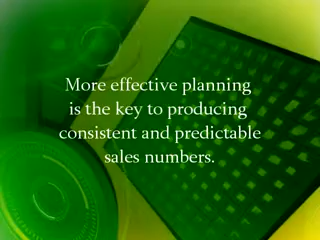 More effective planning
is the key to producing
consistent and predictable
sales numbers.